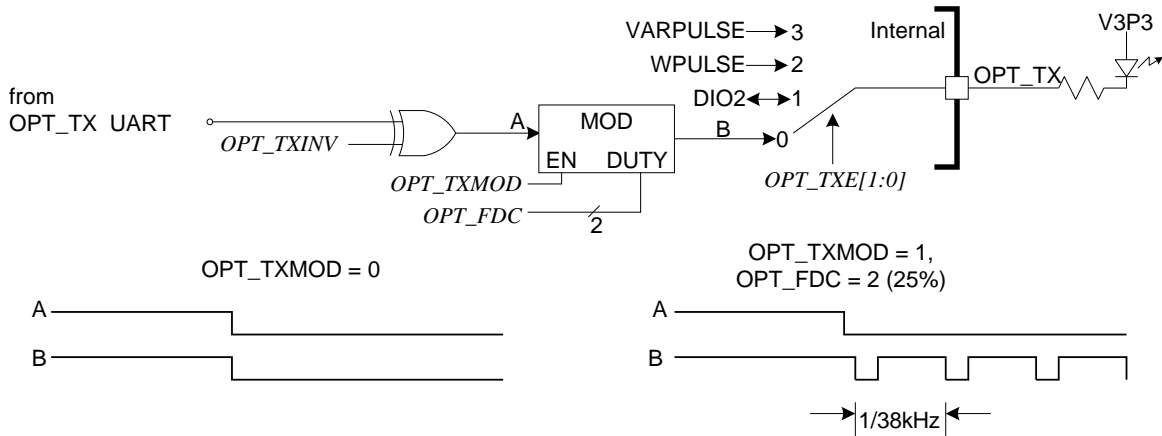 VARPULSE 3
Internal
V3P3
WPULSE 2
OPT_TX
from
OPT_TX UART
DIO2 1
OPT_TXINV
A
MOD
B
0
EN DUTY
OPT_TXMOD
OPT_TXE[1:0]
OPT_FDC
2
OPT_TXMOD = 0
OPT_TXMOD = 1,
OPT_FDC = 2 (25%)
A
B
A
B
1/38kHz